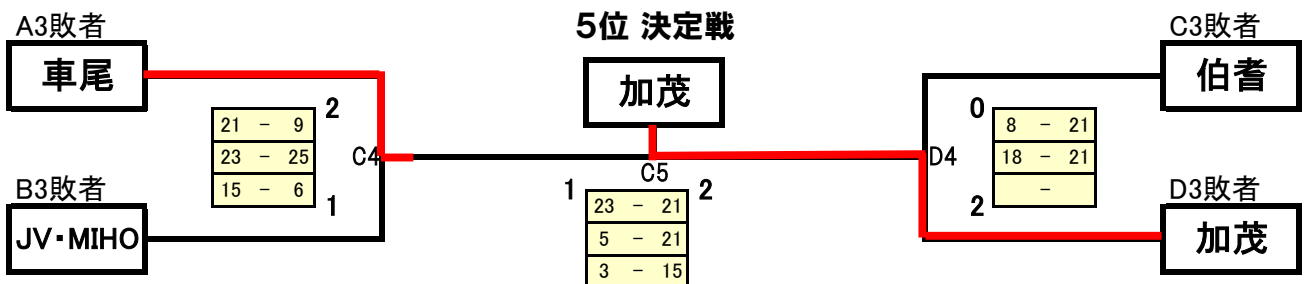 A3敗者
車尾
21 - 9
23 - 25
15 - 6
2
1
C4
B3敗者
JV・MIHO
5位 決定戦
加茂
C5
1
2
23 - 21
5 - 21
3 - 15
C3敗者
伯耆
0
2
8 - 21
18 - 21
-
D4
D3敗者
加茂